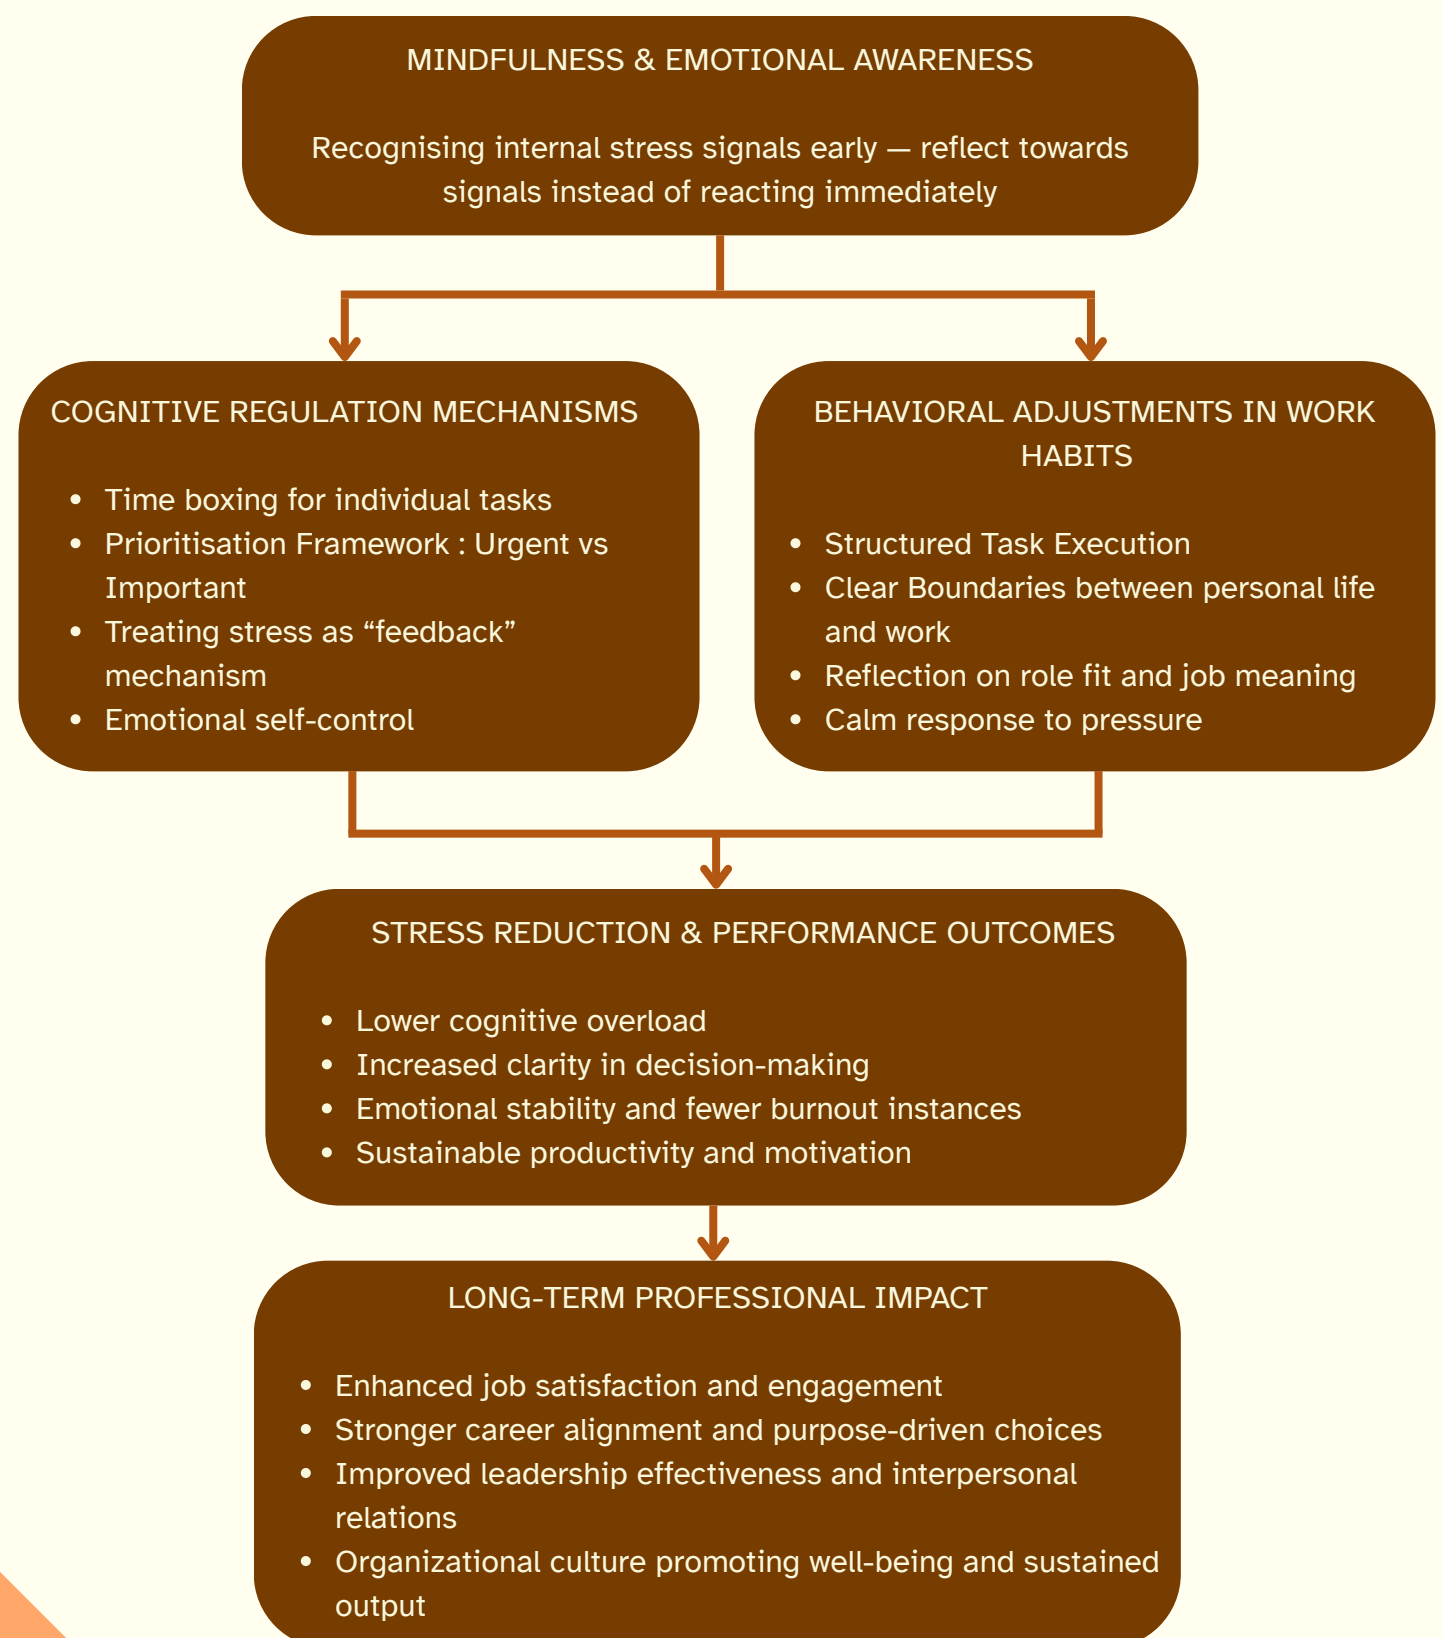 MINDFULNESS & EMOTIONAL AWARENESS
Recognising internal stress signals early — reflect towards
signals instead of reacting immediately
COGNITIVE REGULATION MECHANISMS
• Time boxing for individual tasks
• Prioritisation Framework : Urgent vs
Important
• Treating stress as “feedback”
mechanism
• Emotional self-control
BEHAVIORAL ADJUSTMENTS IN WORK
HABITS
• Structured Task Execution
• Clear Boundaries between personal life
and work
• Reflection on role fit and job meaning
• Calm response to pressure
STRESS REDUCTION & PERFORMANCE OUTCOMES
• Lower cognitive overload
• Increased clarity in decision-making
• Emotional stability and fewer burnout instances
• Sustainable productivity and motivation
LONG-TERM PROFESSIONAL IMPACT
• Enhanced job satisfaction and engagement
• Stronger career alignment and purpose-driven choices
• Improved leadership effectiveness and interpersonal
relations
• Organizational culture promoting well-being and sustained
output